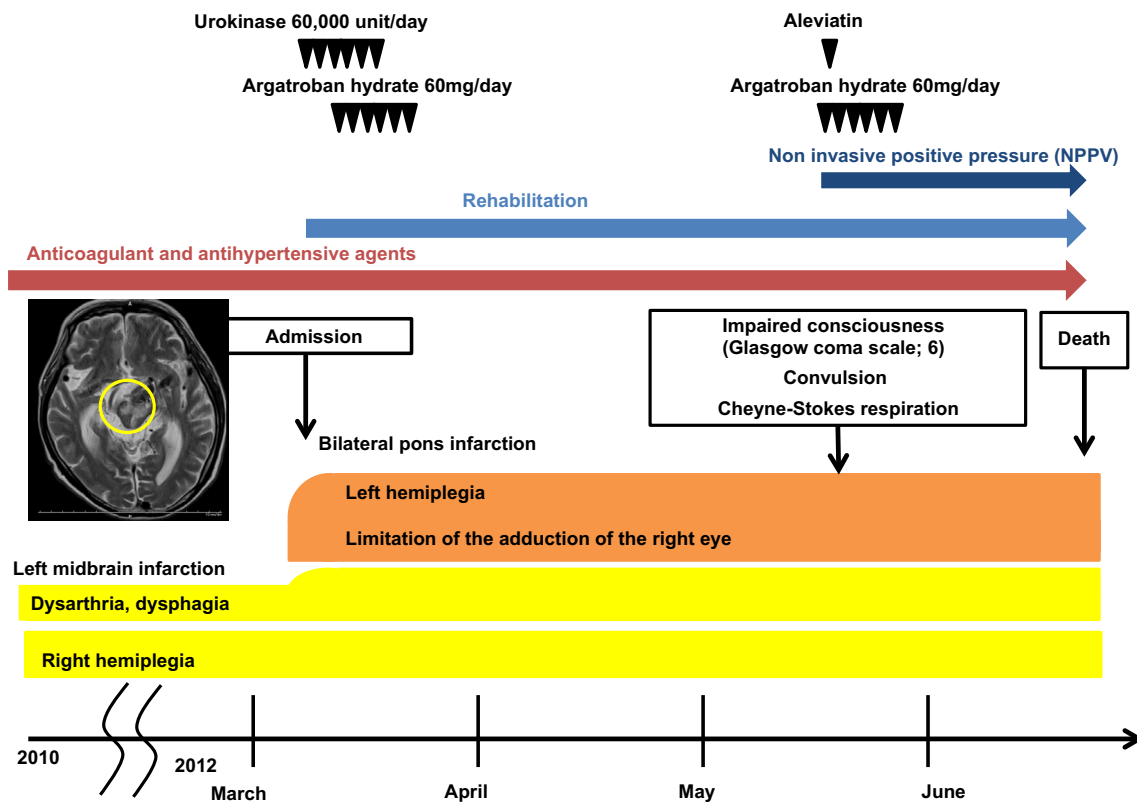 Urokinase 60,000 unit/day
Aleviatin
Argatroban hydrate 60mg/day
Argatroban hydrate 60mg/day
Non invasive positive pressure (NPPV)
Rehabilitation
Anticoagulant and antihypertensive agents
Admission
Impaired consciousness
(Glasgow coma scale; 6)
Convulsion
Cheyne-Stokes respiration
Death
Bilateral pons infarction
Left hemiplegia
Limitation of the adduction of the right eye
Left midbrain infarction
Dysarthria, dysphagia
Right hemiplegia
2010
2012
March
April
May
June